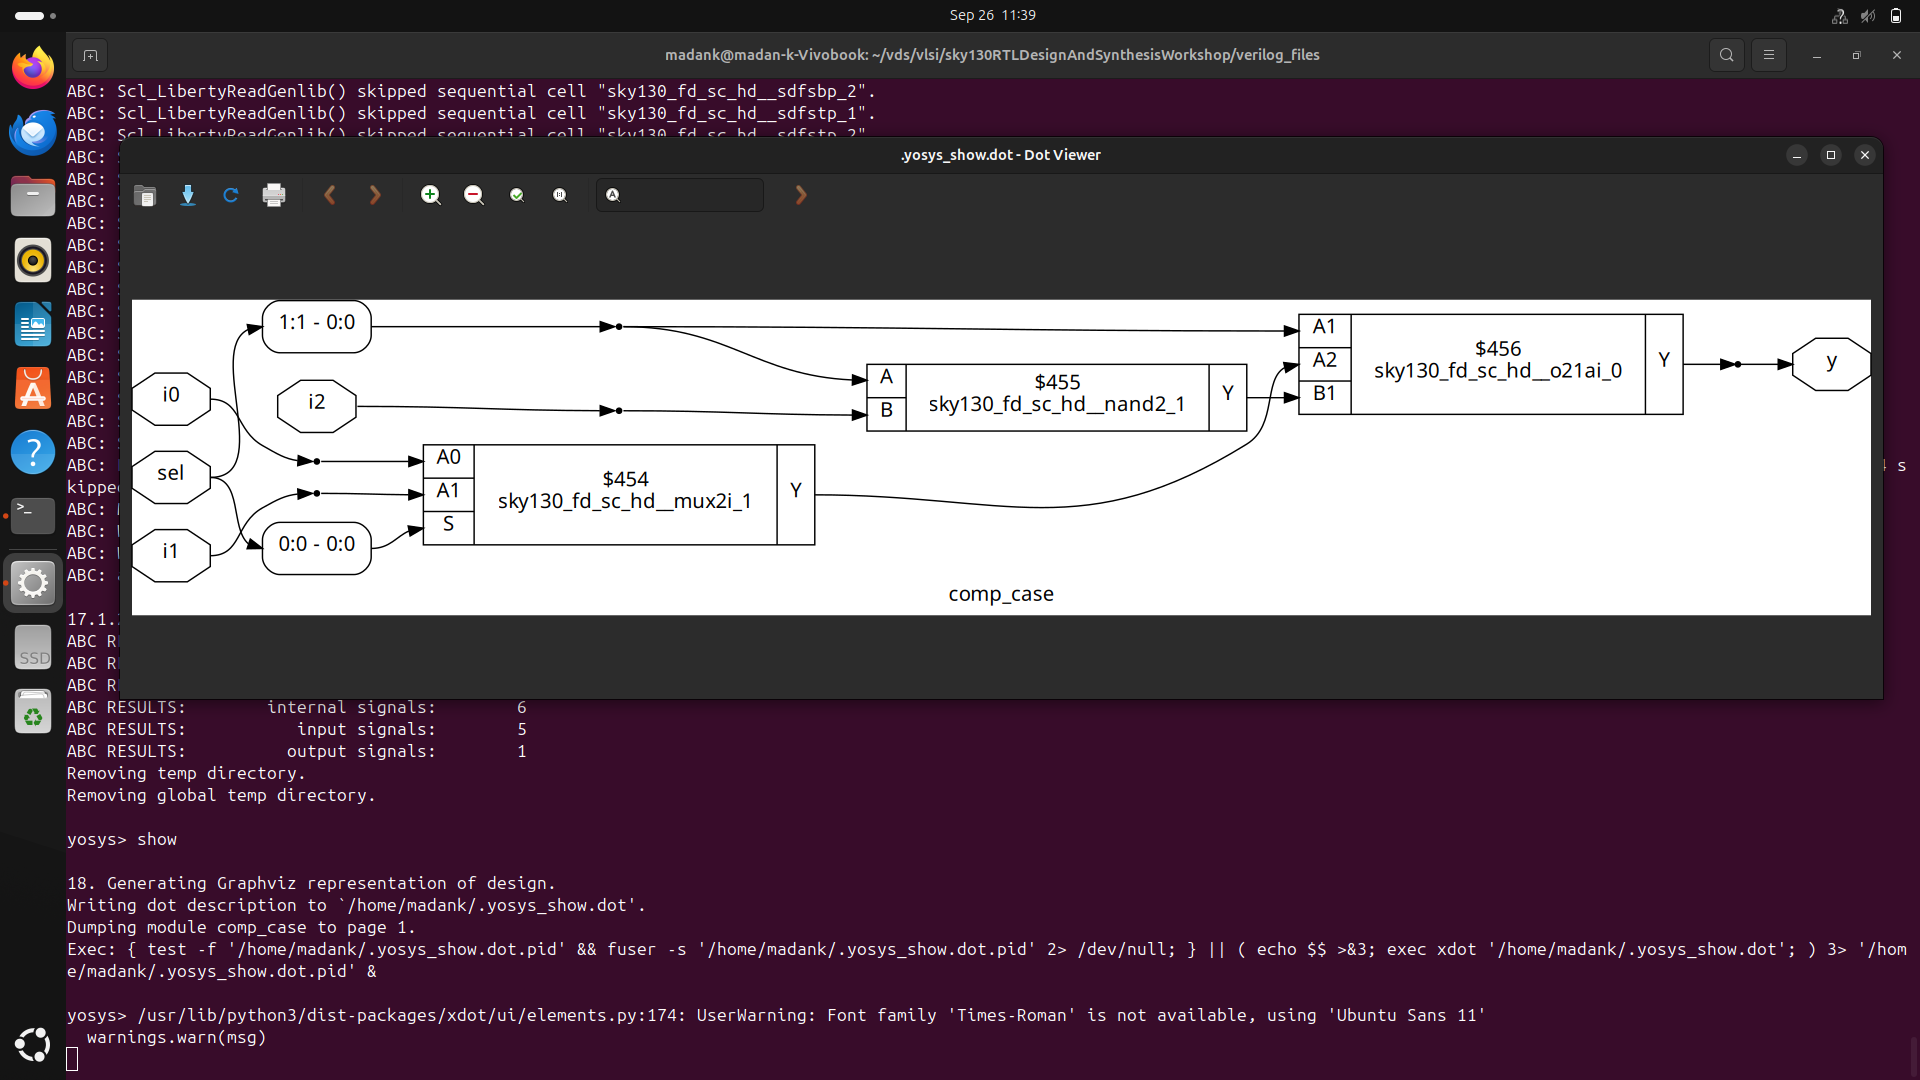 Sep 26 11:39
madank@madan-k-Vivobook: ~/vds/vlsi/sky130RTLDesignAndSynthesisWorkshop/verilog_files
ABC: Scl_LibertyReadGenlib() skipped sequential cell "sky130_fd_sc_hd__sdfsbp_2".
ABC: Scl_LibertyReadGenlib() skipped sequential cell "sky130_fd_sc_hd__sdfstp_1".
ABC: Scl_LibertyReadGenlib() skipped sequential cell "sky130_fd_sc_hd__sdfstp_2".
.yosys_show.dot - Dot Viewer
ABC:
ABC:
ABC:
ABC:
ABC:
ABC:
ABC:
ABC:
ABC:
ABC:
ABC:
ABC:
ABC:
ABC:
ABC: s
kippe
ABC:
ABC:
ABC:
ABC:
1:1 - 0:0
i0
i2
sel
i1
0:0 - 0:0
A0
A1
S
$454
sky130_fd_sc_hd__mux2i_1
Y
A
B
$455
sky130_fd_sc_hd__nand2_1
Y
A1
A2
B1
$456
sky130_fd_sc_hd__o21ai_0
Y
y
comp_case
SSD
17.1.
ABC R
ABC R
ABC R
ABC RESULTS: internal signals: 6
ABC RESULTS: input signals: 5
ABC RESULTS: output signals: 1
Removing temp directory.
Removing global temp directory.
yosys> show
18. Generating Graphviz representation of design.
Writing dot description to `/home/madank/.yosys_show.dot'.
Dumping module comp_case to page 1.
Exec: { test -f '/home/madank/.yosys_show.dot.pid' && fuser -s '/home/madank/.yosys_show.dot.pid' 2> /dev/null; } || ( echo $$ >&3; exec xdot '/home/madank/.yosys_show.dot'; ) 3> '/hom
e/madank/.yosys_show.dot.pid' &
yosys> /usr/lib/python3/dist-packages/xdot/ui/elements.py:174: UserWarning: Font family 'Times-Roman' is not available, using 'Ubuntu Sans 11'
warnings.warn(msg)